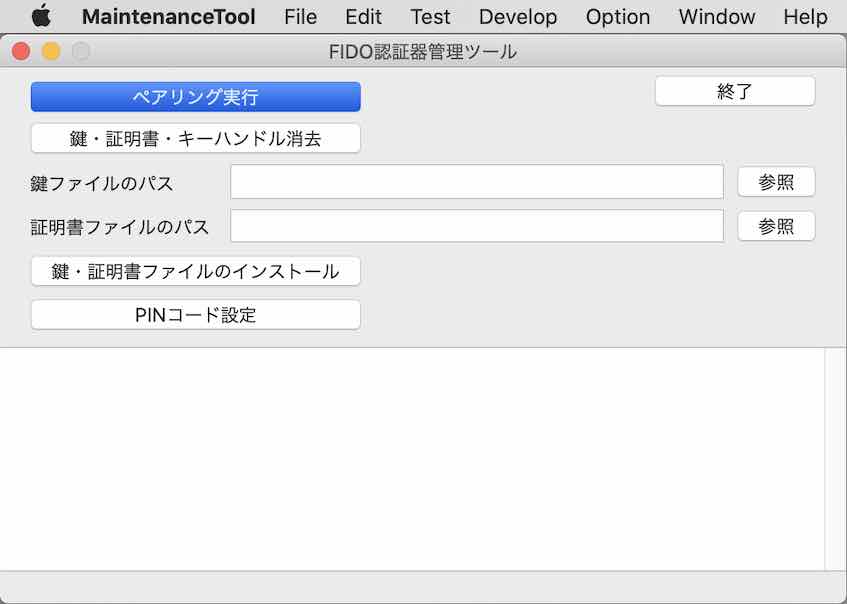 MaintenanceTool File Edit Test Develop Option Window Help
FIDO認証器管理ツール
ペアリング実行 終了
鍵・証明書・キーハンドル消去
鍵ファイルのパス 参照
証明書ファイルのパス 参照
鍵・証明書ファイルのインストール
PINコード設定